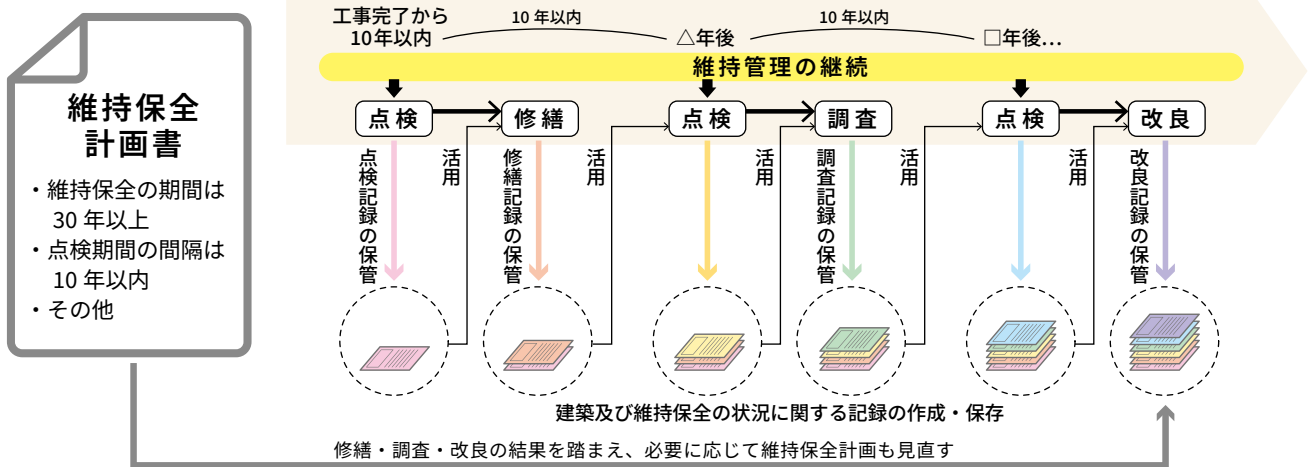 維持保全
計画書
・維持保全の期間は
30 年以上
・点検期間の間隔は
10 年以内
・その他
工事完了から
10年以内
10 年以内
△年後
10 年以内
□年後…
維持管理の継続
点検
修繕
点検
調査
点検
改良
点検記録の保管
活用
修繕記録の保管
活用
活用
調査記録の保管
活用
活用
改良記録の保管
建築及び維持保全の状況に関する記録の作成・保存
修繕・調査・改良の結果を踏まえ、必要に応じて維持保全計画も見直す